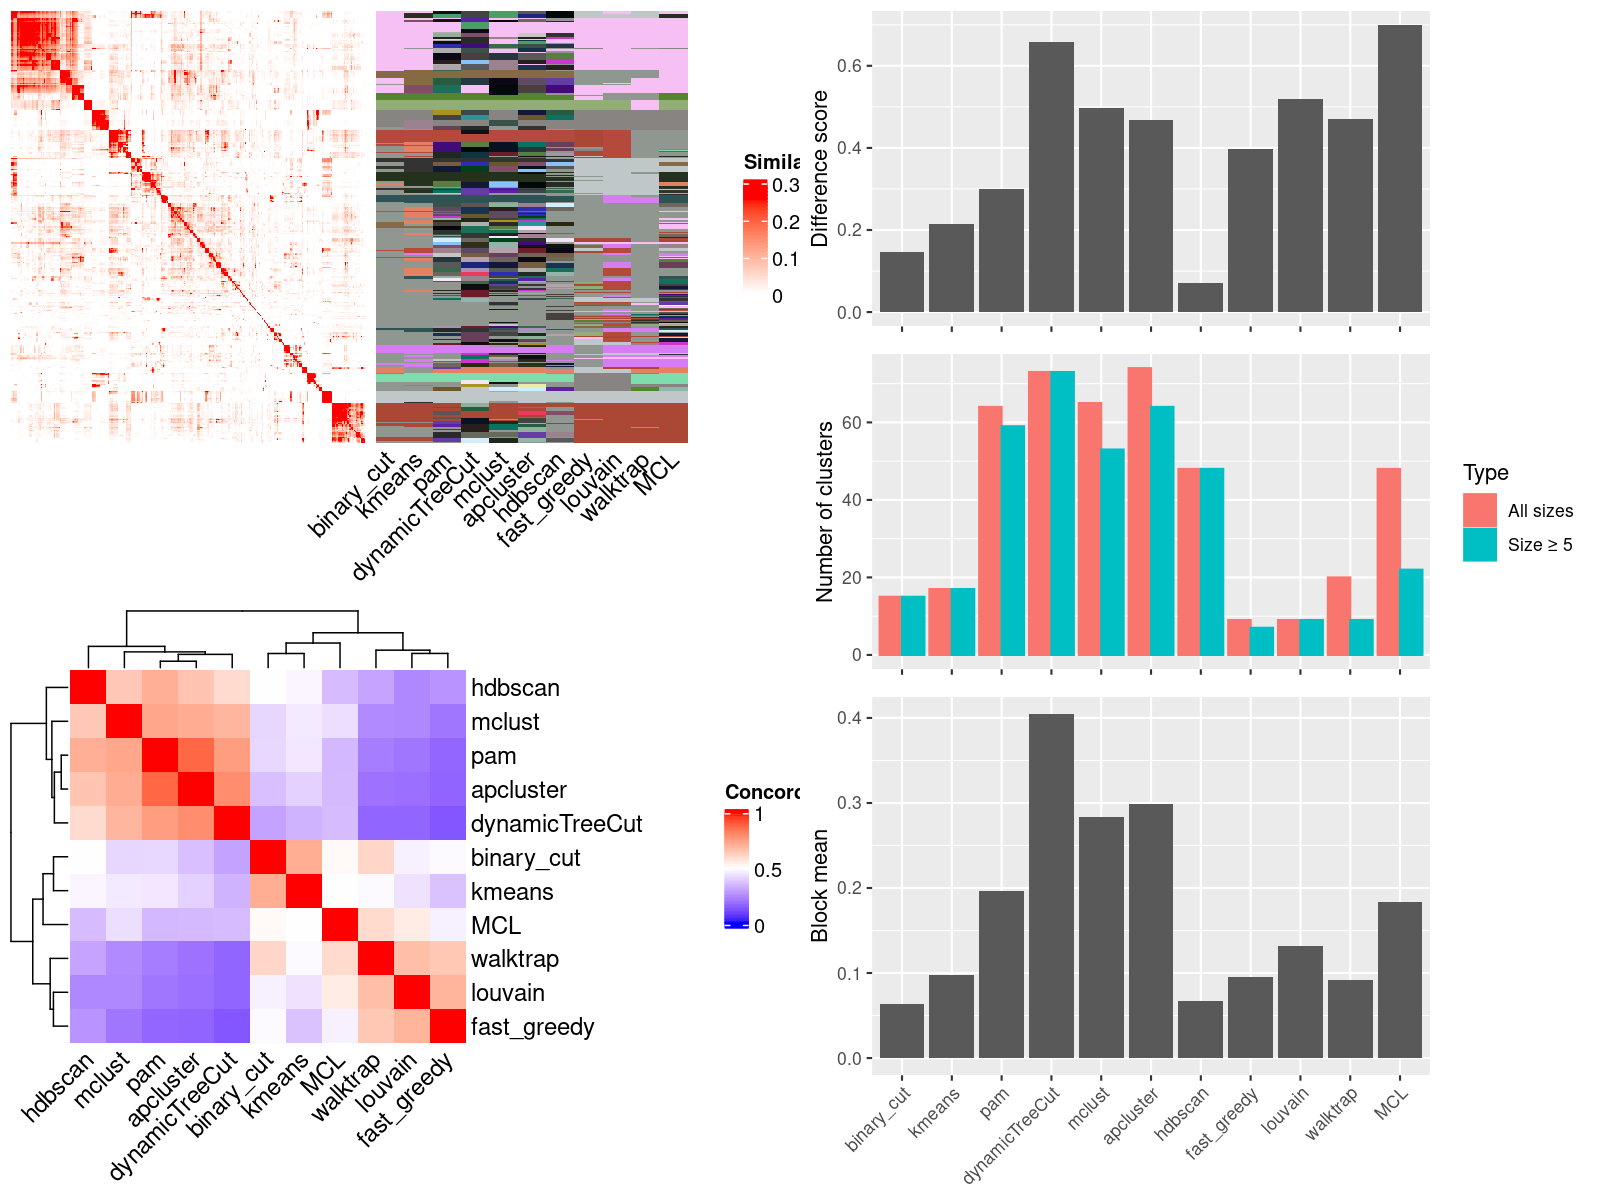 Simila
0.3
0.2
0.1
0
binary_cut
kmeans
pam
dynamicTreeCut
mclust
apcluster
hdbscan
fast_greedy
louvain
walktrap
MCL
Difference score
0.6
0.4
0.2
0.0
Number of clusters
60
40
20
0
Type
All sizes
Size ≥ 5
hdbscan
mclust
pam
apcluster
dynamicTreeCut
binary_cut
kmeans
MCL
walktrap
louvain
fast_greedy
hdbscan
mclust
pam
apcluster
dynamicTreeCut
binary_cut
kmeans
MCL
walktrap
louvain
fast_greedy
Concord
1
0.5
0
Block mean
0.4
0.3
0.2
0.1
0.0
binary_cut
kmeans
pam
dynamicTreeCut
mclust
apcluster
hdbscan
fast_greedy
louvain
walktrap
MCL